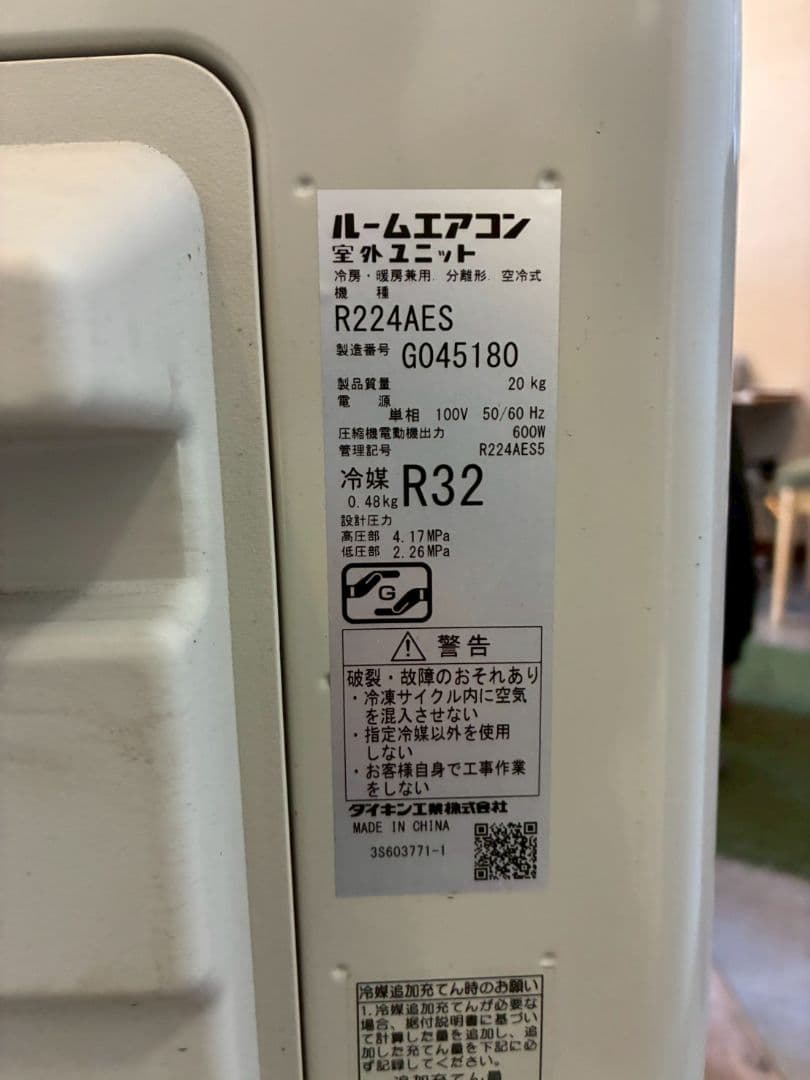 ルームエアコン
室外ユニット
冷房・暖房兼用. 分離形. 空冷式
機 種
R224AES
製造番号 G045180
製品質量 20 kg
電 源
単相 100V 50/60 Hz
圧縮機電動機出力 600W
管理記号 R224AES5
冷媒 R32
0.48kg
設計圧力
高圧部 4.17MPa
低圧部 2.26MPa
G
警告
破裂・故障のおそれあり
・冷凍サイクル内に空気
を混入させない
・指定冷媒以外を使用
しない
・お客様自身で工事作業
をしない
ダイキン工業株式会社
MADE IN CHINA
3S603771-1
冷媒追加充てん時のお願い
1.冷媒追加充てんが必要な
場合、据付説明書に基づい
て計算した量を追加し、追
加した充てん量を下記に必
ず記録してください。
追加充てん量